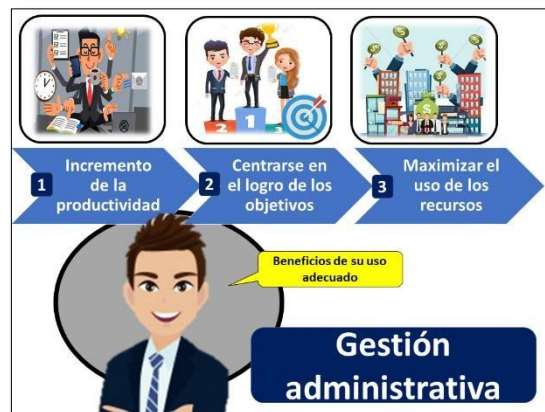 1
Incremento
de la
productividad
2
Centrarse en
el logro de los
objetivos
3
Maximizar el
uso de los
recursos
Beneficios de su uso
adecuado
Gestión
administrativa